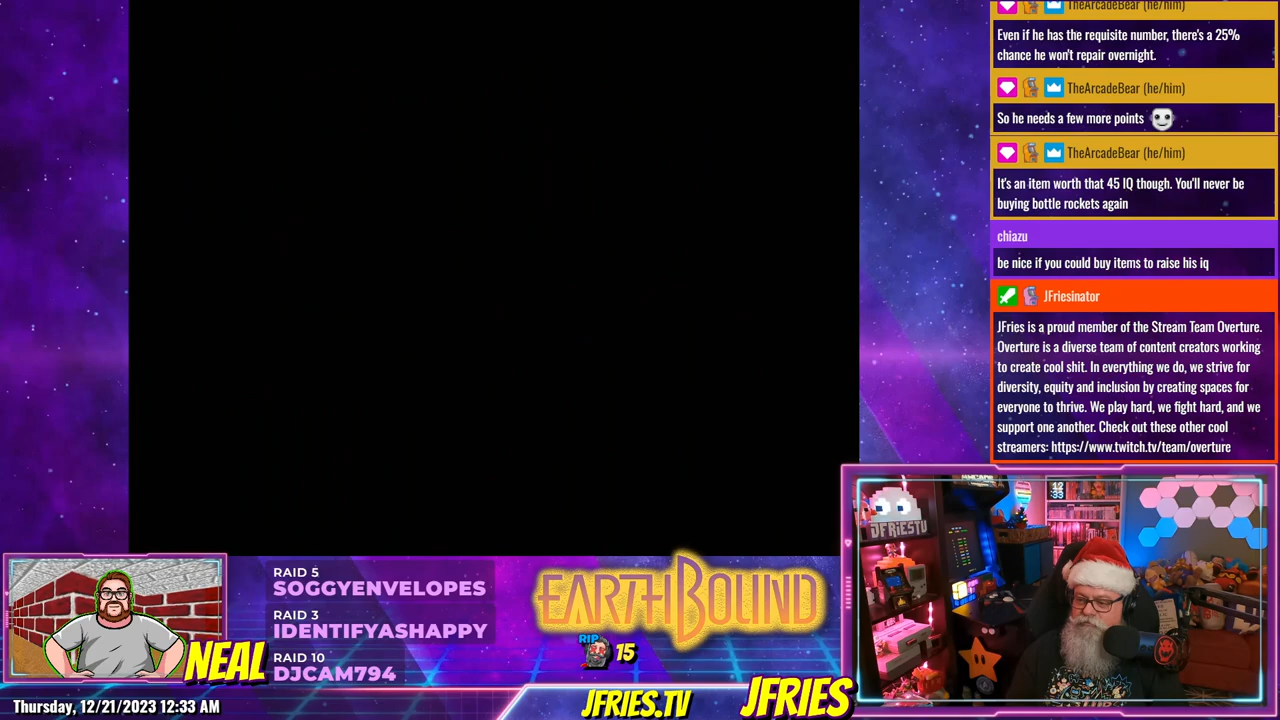 TheArcadeBear (he/him)
Even if he has the requisite number, there's a 25%
chance he won't repair overnight.
TheArcadeBear (he/him)
So he needs a few more points
TheArcadeBear (he/him)
It's an item worth that 45 IQ though. You'll never be
buying bottle rockets again
chiazu
be nice if you could buy items to raise his iq
JFriesinator
JFries is a proud member of the Stream Team Overture.
Overture is a diverse team of content creators working
to create cool shit. In everything we do, we strive for
diversity, equity and inclusion by creating spaces for
everyone to thrive. We play hard, we fight hard, and we
support one another. Check out these other cool
streamers: https://www.twitch.tv/team/overture
DFRIESTV
12
33
RAID 5
SOGGYENVELOPES
RAID 3
IDENTIFYASHAPPY
RAID 10
DJCAM794
NEAL
EARTHBOUND
RIP
15
JFRIES.TV
JFRIES
Thursday, 12/21/2023 12:33 AM